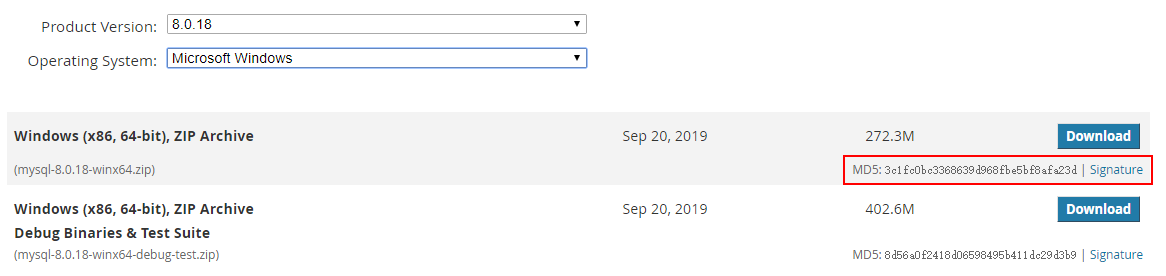 Product Version: 8.0.18
Operating System: Microsoft Windows
Windows (x86, 64-bit), ZIP Archive Sep 20, 2019 272.3M Download
(mysql-8.0.18-winx64.zip) MD5: 3c1fc0bc3368639d968fbe5bf8afa23d | Signature
Windows (x86, 64-bit), ZIP Archive Sep 20, 2019 402.6M Download
Debug Binaries & Test Suite
(mysql-8.0.18-winx64-debug-test.zip) MD5: 8d56a0f2418d06598495b411dc29d3b9 | Signature